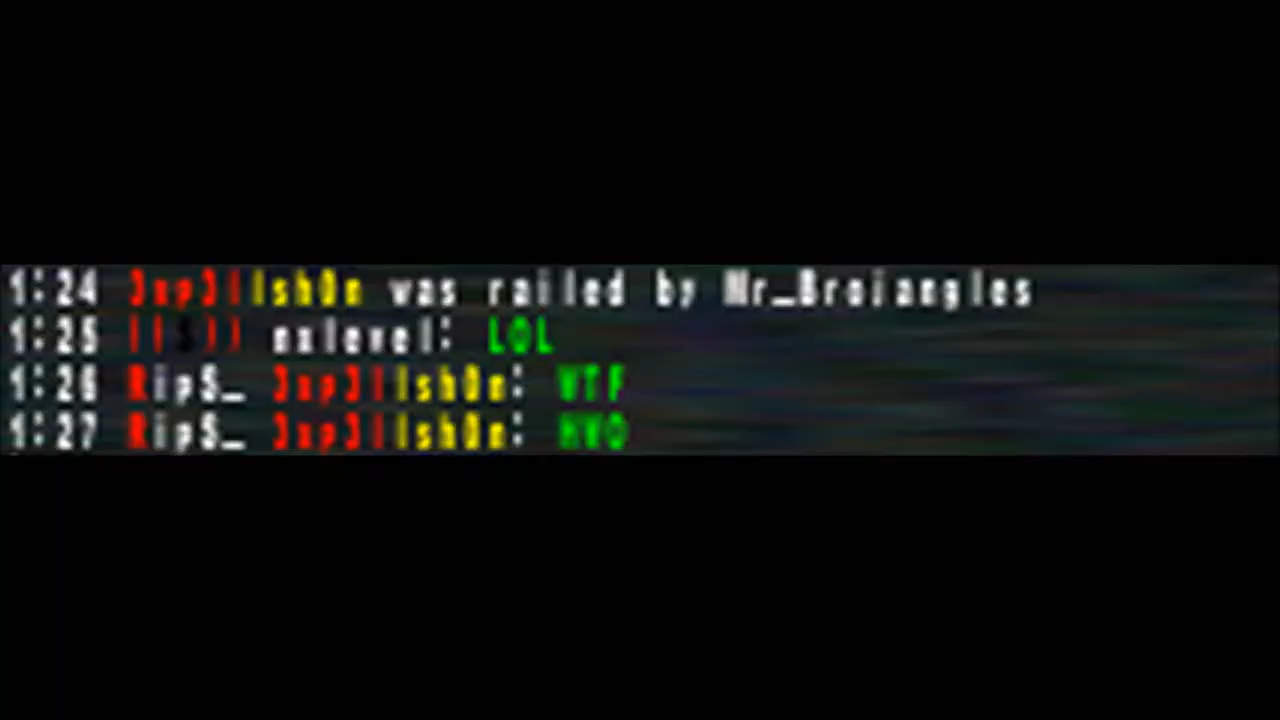 1:24 3xp3llsh0n was railed by Mr_Broiangles
1:25 ((S)) nxlevel: LOL
1:26 RipS_ 3xp3llsh0n: WTF
1:27 RipS_ 3xp3llsh0n: